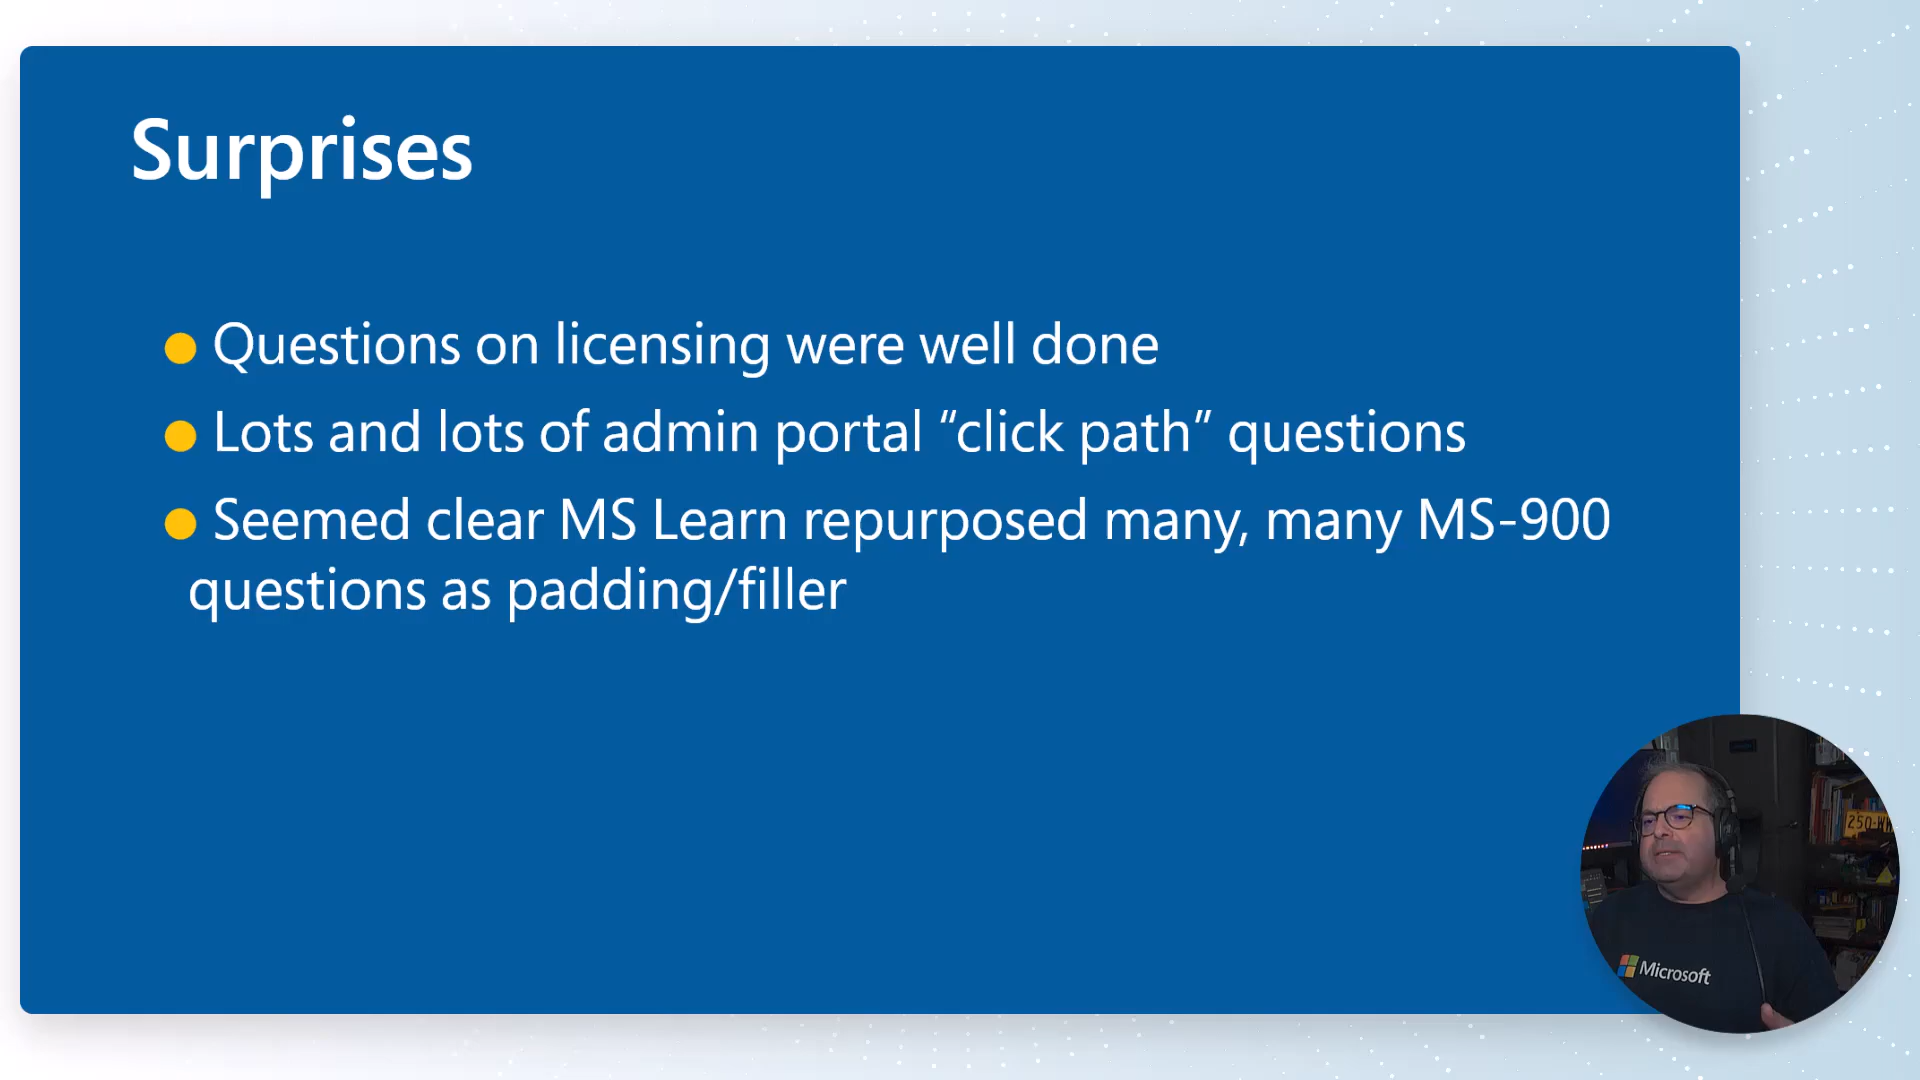 Surprises
Questions on licensing were well done
Lots and lots of admin portal “click path” questions
Seemed clear MS Learn repurposed many, many MS-900
questions as padding/filler
250-W
Microsoft